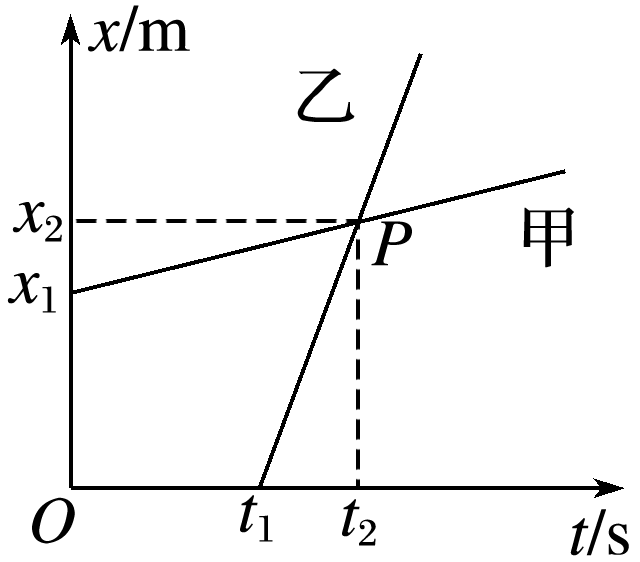 x/m
乙
x₂
P
甲
x₁
O
t₁
t₂
t/s